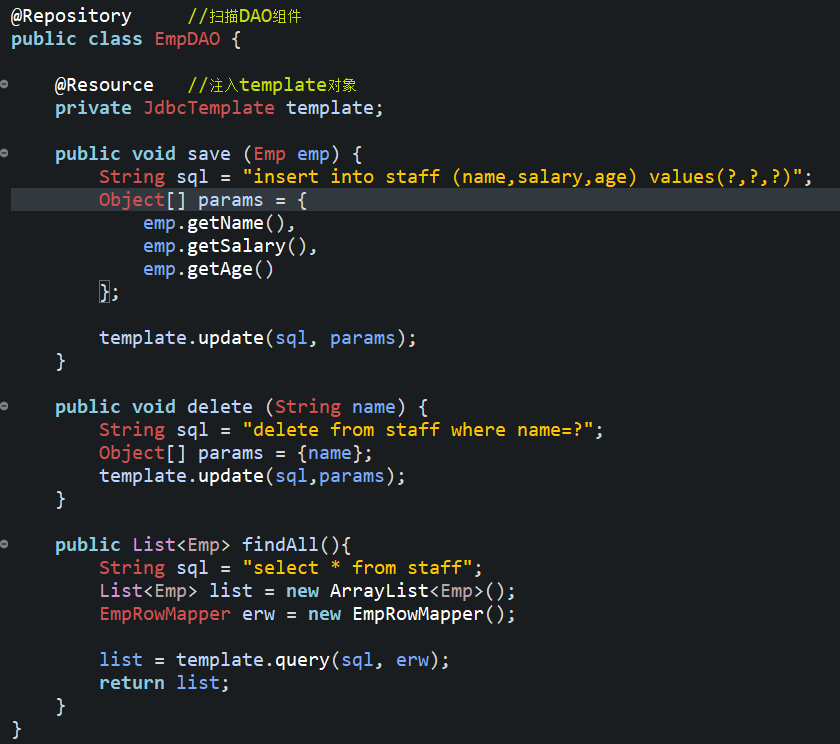 @Repository     //扫描DAO组件
public class EmpDAO {
@Resource   //注入template对象
private JdbcTemplate template;
public void save (Emp emp) {
String sql = "insert into staff (name,salary,age) values(?,?,?)";
Object[] params = {
emp.getName(),
emp.getSalary(),
emp.getAge()
};
template.update(sql, params);
}
public void delete (String name) {
String sql = "delete from staff where name=?";
Object[] params = {name};
template.update(sql,params);
}
public List<Emp> findAll(){
String sql = "select * from staff";
List<Emp> list = new ArrayList<Emp>();
EmpRowMapper erw = new EmpRowMapper();
list = template.query(sql, erw);
return list;
}
}